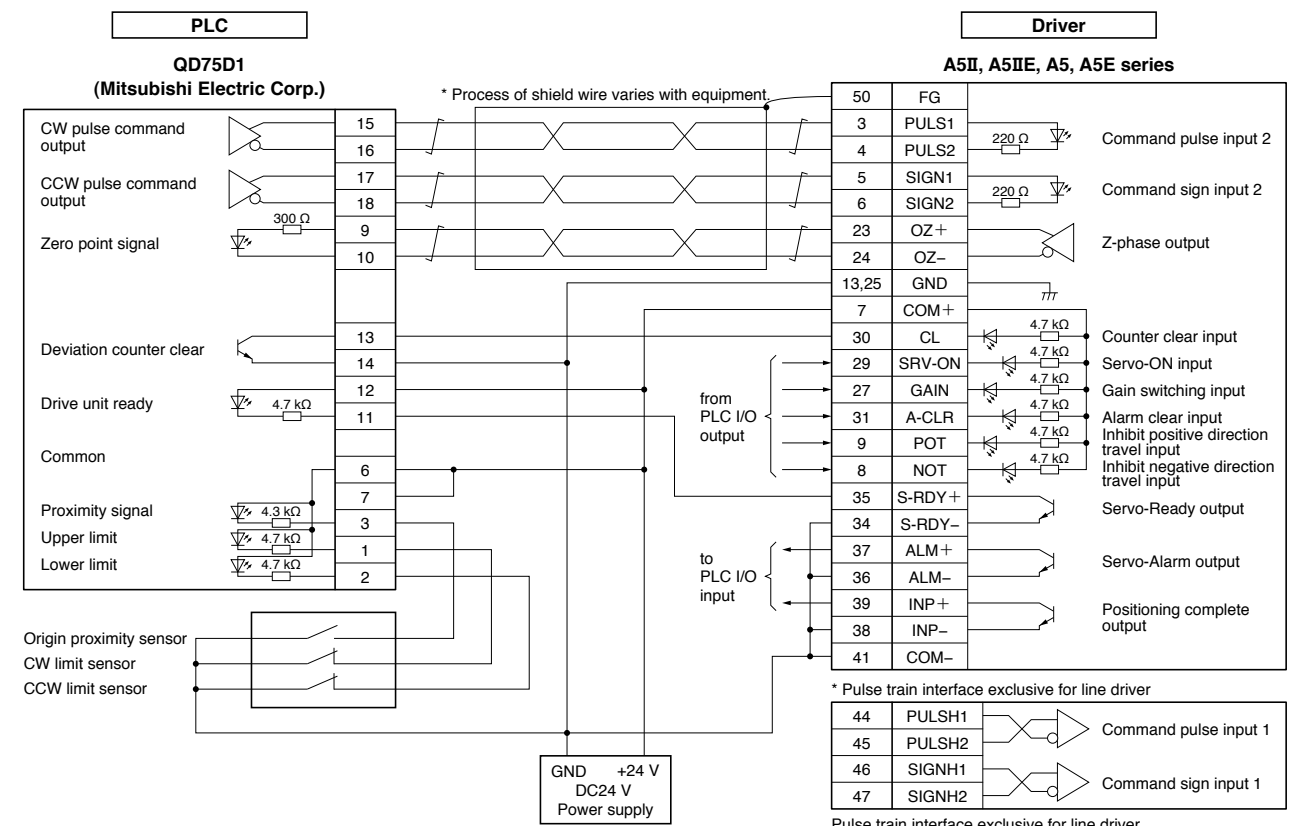 PLC
Driver
QD75D1
(Mitsubishi Electric Corp.)
A5II, A5IIE, A5, A5E series
* Process of shield wire varies with equipment.
CW pulse command
output
15
16
CCW pulse command
output
17
18
Zero point signal
300 Ω
9
10
Deviation counter clear
13
14
Drive unit ready
4.7 kΩ
12
11
Common
6
7
Proximity signal
4.3 kΩ
3
Upper limit
4.7 kΩ
1
Lower limit
4.7 kΩ
2
Origin proximity sensor
CW limit sensor
CCW limit sensor
GND +24 V
DC24 V
Power supply
from
PLC I/O
output
to
PLC I/O
input
50 FG
3 PULS1
4 PULS2
220 Ω
Command pulse input 2
5 SIGN1
6 SIGN2
220 Ω
Command sign input 2
23 OZ+
24 OZ−
Z-phase output
13,25 GND
7 COM+
30 CL 4.7 kΩ Counter clear input
29 SRV-ON 4.7 kΩ Servo-ON input
27 GAIN 4.7 kΩ Gain switching input
31 A-CLR 4.7 kΩ Alarm clear input
9 POT 4.7 kΩ Inhibit positive direction
travel input
8 NOT 4.7 kΩ Inhibit negative direction
travel input
35 S-RDY+
34 S-RDY−
Servo-Ready output
37 ALM+
36 ALM−
Servo-Alarm output
39 INP+
38 INP−
Positioning complete
output
41 COM−
* Pulse train interface exclusive for line driver
44 PULSH1
45 PULSH2
Command pulse input 1
46 SIGNH1
47 SIGNH2
Command sign input 1
Pulse train interface exclusive for line driver